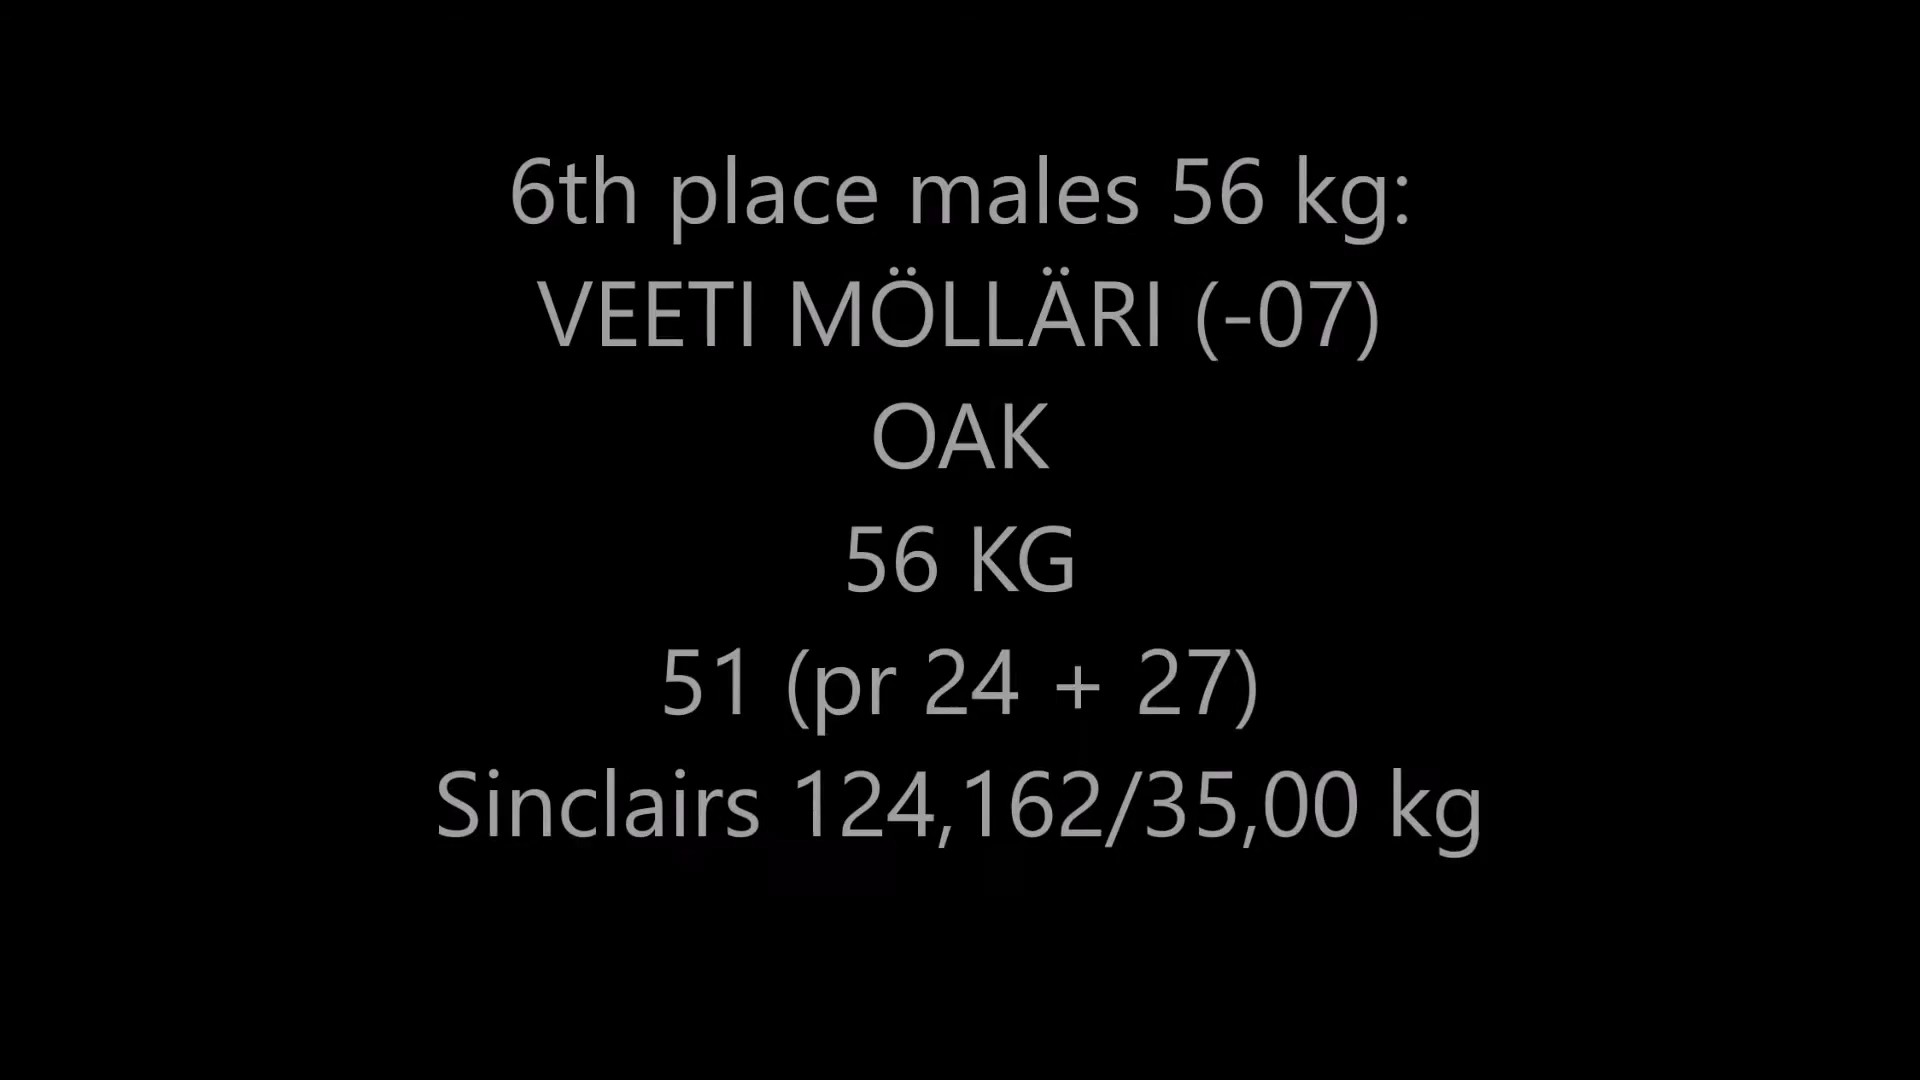 6th place males 56 kg:
VEETI MÖLLÄRI (-07)
OAK
56 KG
51 (pr 24 + 27)
Sinclairs 124,162/35,00 kg